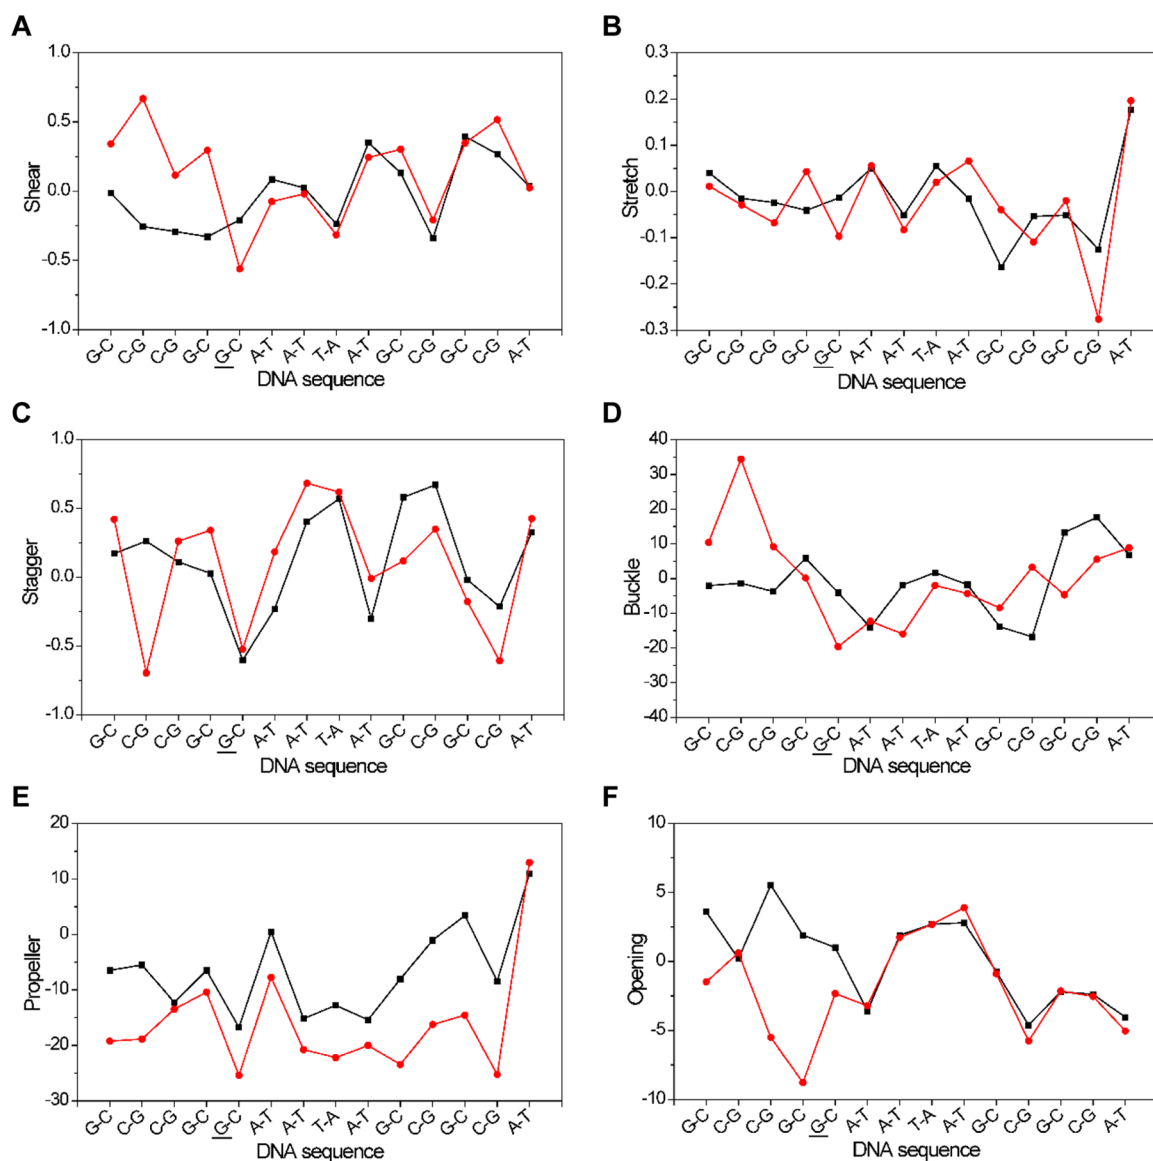 A
Shear
1.0
0.5
0.0
-0.5
-1.0
G-C C-G C-G G-C G-C A-T A-T T-A A-T G-C C-G G-C C-G A-T
DNA sequence
B
Stretch
0.3
0.2
0.1
0.0
-0.1
-0.2
-0.3
G-C C-G C-G G-C G-C A-T A-T T-A A-T G-C C-G G-C C-G A-T
DNA sequence
C
Stagger
1.0
0.5
0.0
-0.5
-1.0
G-C C-G C-G G-C G-C A-T A-T T-A A-T G-C C-G G-C C-G A-T
DNA sequence
D
Buckle
40
30
20
10
0
-10
-20
-30
-40
G-C C-G C-G G-C G-C A-T A-T T-A A-T G-C C-G G-C C-G A-T
DNA sequence
E
Propeller
20
10
0
-10
-20
-30
G-C C-G C-G G-C G-C A-T A-T T-A A-T G-C C-G G-C C-G A-T
DNA sequence
F
Opening
10
5
0
-5
-10
G-C C-G C-G G-C G-C A-T A-T T-A A-T G-C C-G G-C C-G A-T
DNA sequence